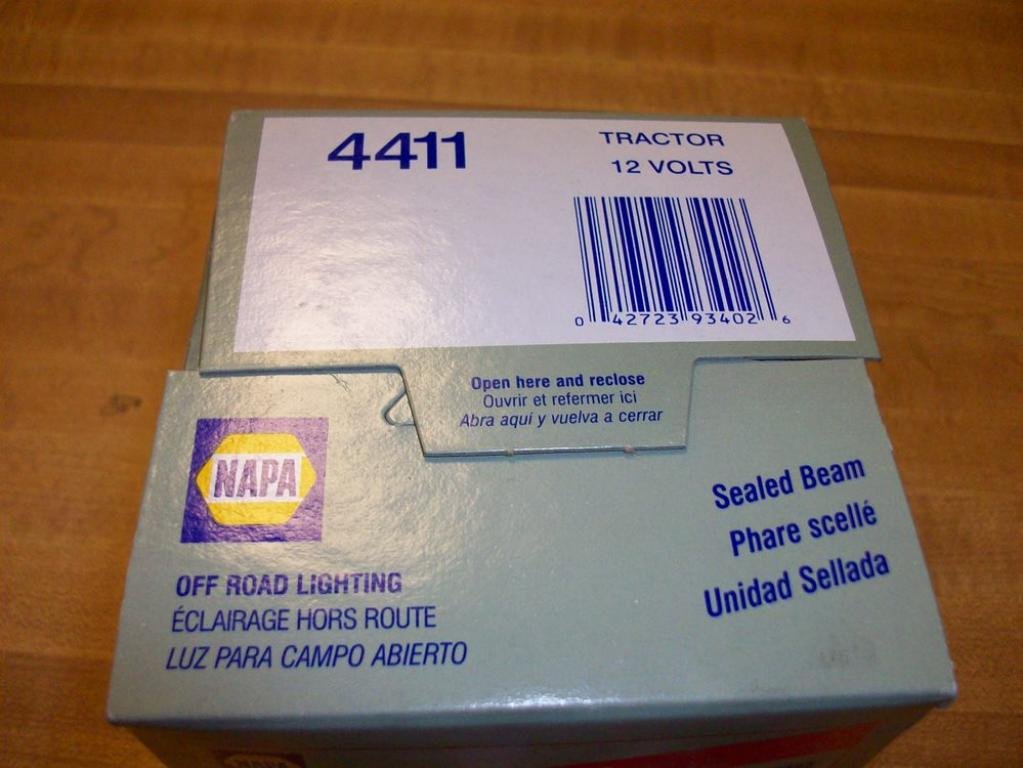 4411
TRACTOR
12 VOLTS
0 42723 93402 6
Open here and reclose
Ouvrir et refermer ici
Abra aquí y vuelva a cerrar
NAPA
Sealed Beam
Phare scellé
Unidad Sellada
OFF ROAD LIGHTING
ÉCLAIRAGE HORS ROUTE
LUZ PARA CAMPO ABIERTO
NAPA